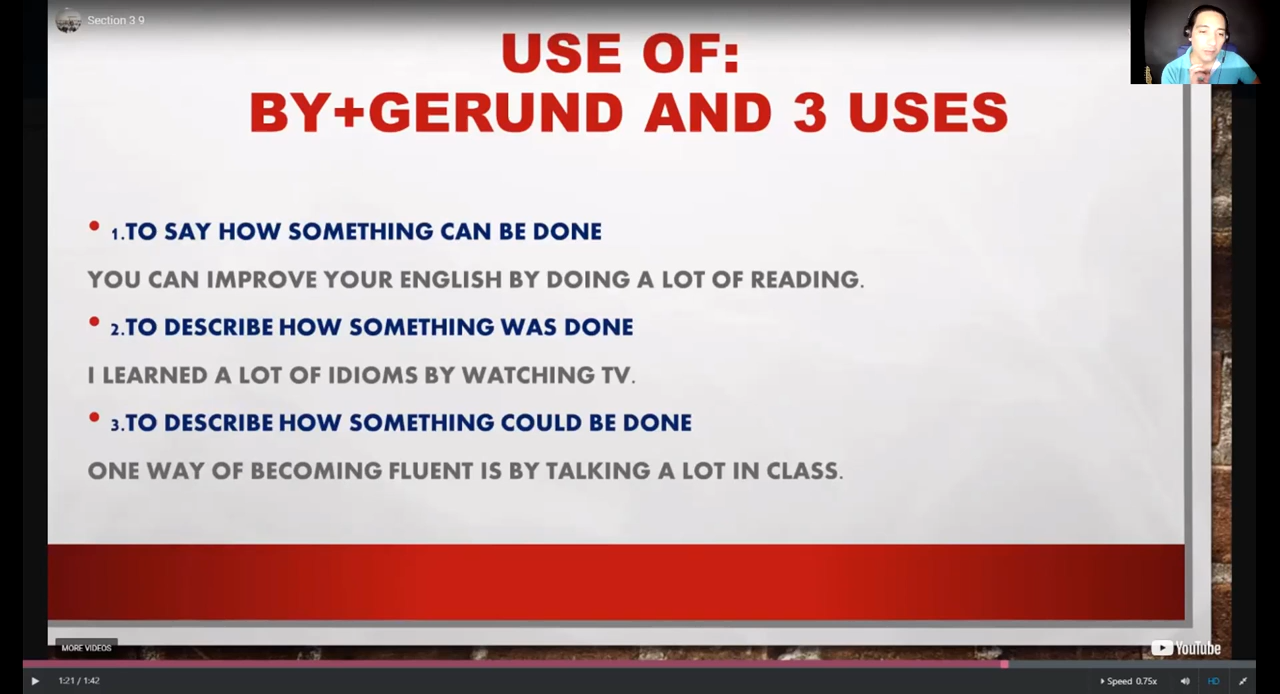 Section 3 9
USE OF:
BY+GERUND AND 3 USES
• 1.TO SAY HOW SOMETHING CAN BE DONE
YOU CAN IMPROVE YOUR ENGLISH BY DOING A LOT OF READING.
• 2.TO DESCRIBE HOW SOMETHING WAS DONE
I LEARNED A LOT OF IDIOMS BY WATCHING TV.
• 3.TO DESCRIBE HOW SOMETHING COULD BE DONE
ONE WAY OF BECOMING FLUENT IS BY TALKING A LOT IN CLASS.
MORE VIDEOS
YouTube
1:21 / 1:42
Speed 0.75x
HD